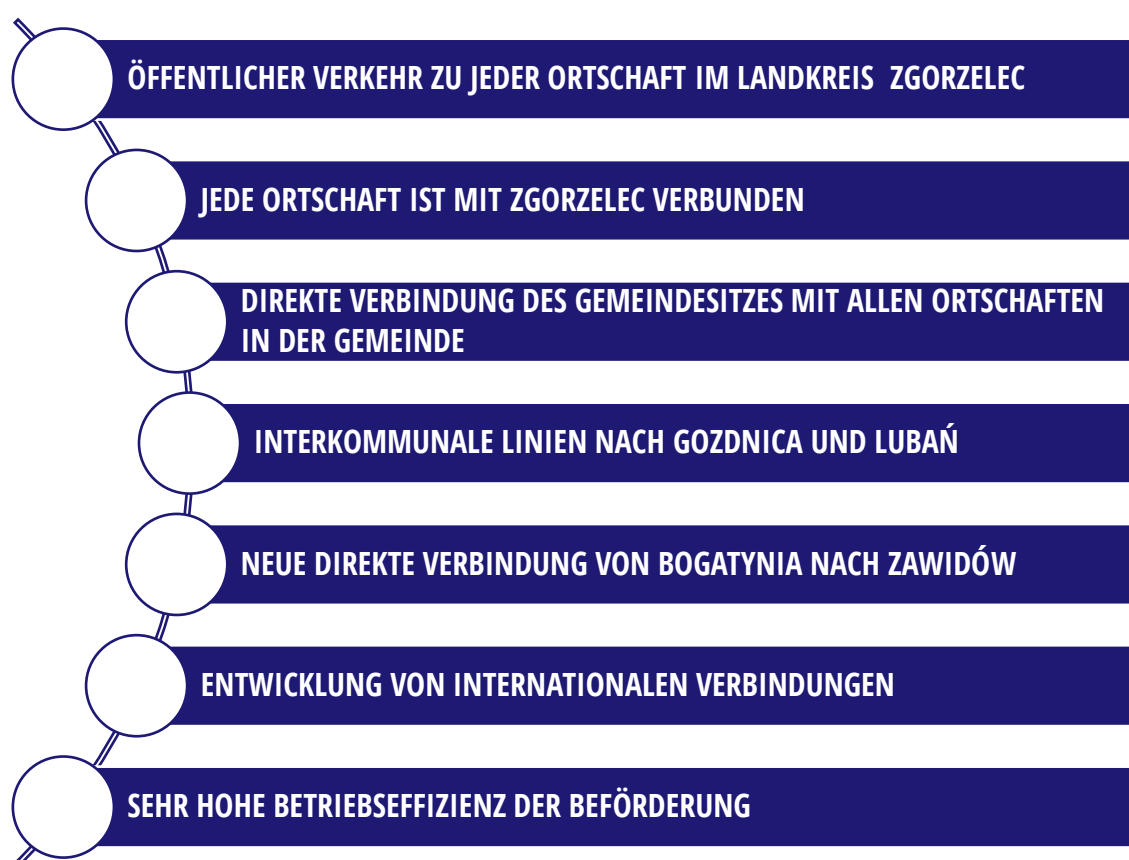 ÖFFENTLICHER VERKEHR ZU JEDER ORTSCHAFT IM LANDKREIS  ZGORZELEC
JEDE ORTSCHAFT IST MIT ZGORZELEC VERBUNDEN
DIREKTE VERBINDUNG DES GEMEINDESITZES MIT ALLEN ORTSCHAFTEN
IN DER GEMEINDE
INTERKOMMUNALE LINIEN NACH GOZDNICA UND LUBAŃ
NEUE DIREKTE VERBINDUNG VON BOGATYNIA NACH ZAWIDÓW
ENTWICKLUNG VON INTERNATIONALEN VERBINDUNGEN
SEHR HOHE BETRIEBSEFFIZIENZ DER BEFÖRDERUNG